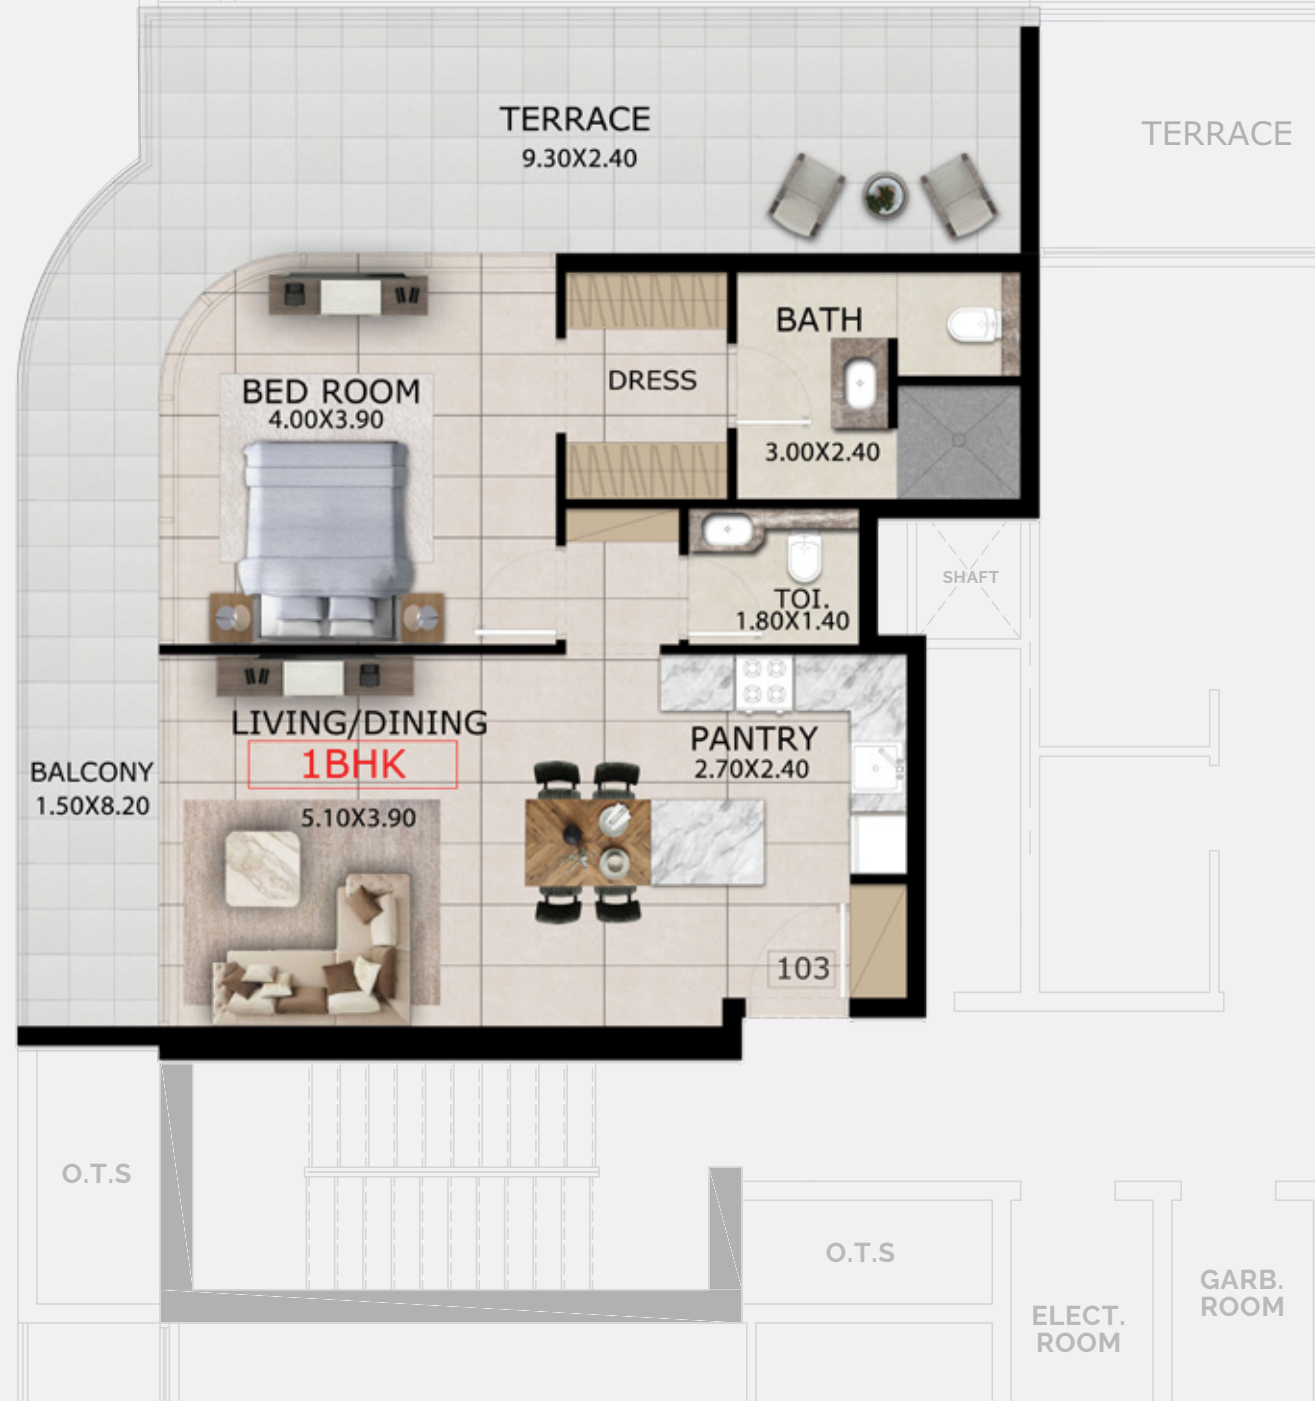 TERRACE
9.30X2.40
TERRACE
BATH
DRESS
BED ROOM
4.00X3.90
3.00X2.40
SHAFT
TOI.
1.80X1.40
LIVING/DINING
1BHK
5.10X3.90
PANTRY
2.70X2.40
BALCONY
1.50X8.20
103
O.T.S
O.T.S
ELECT.
ROOM
GARB.
ROOM